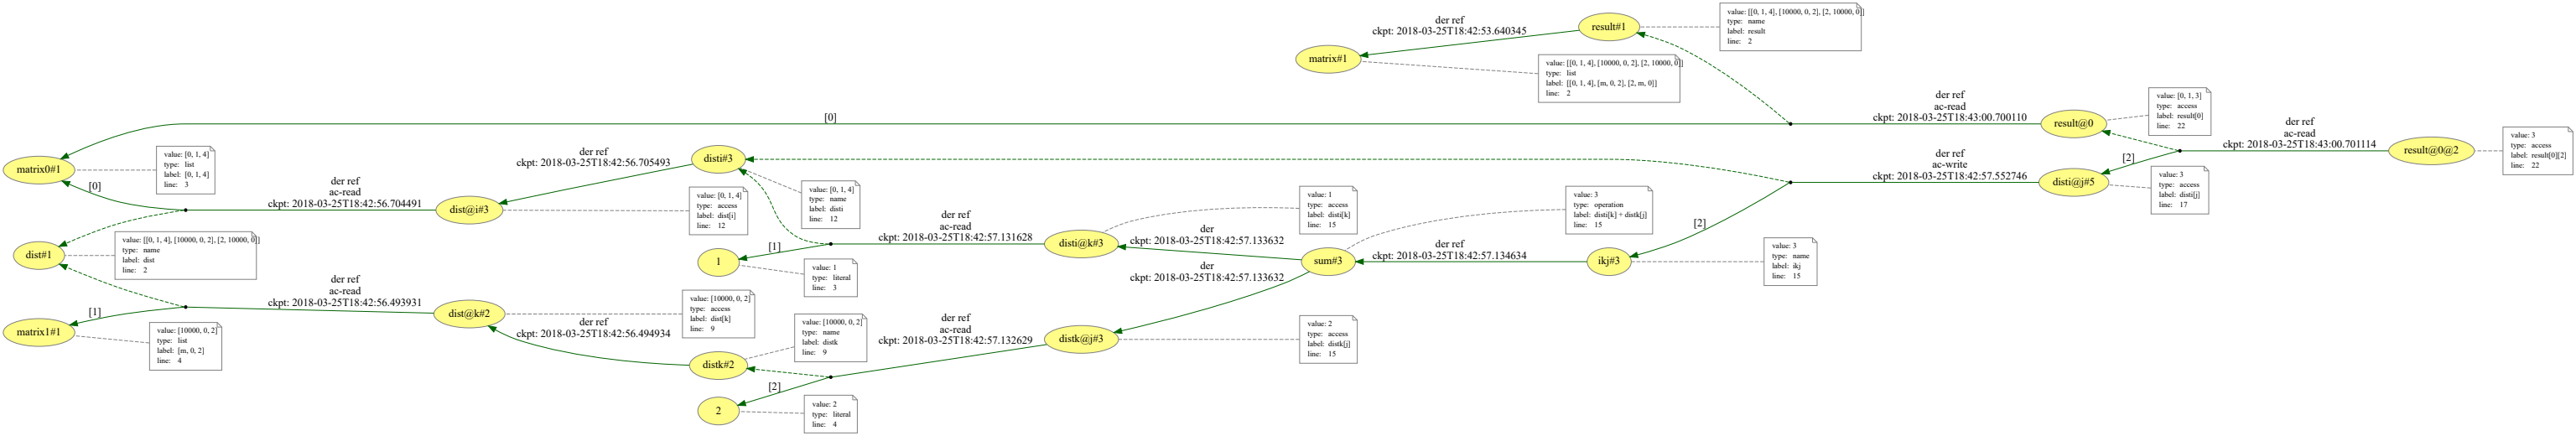 value: [[0, 1, 4], [10000, 0, 2], [2, 10000, 0]]
type: name
label: result
line: 2
result#1
der ref
ckpt: 2018-03-25T18:42:53.640345
matrix#1
value: [[0, 1, 4], [10000, 0, 2], [2, 10000, 0]]
type: list
label: [[0, 1, 4], [m, 0, 2], [2, m, 0]]
line: 2
[0]
der ref
ac-read
ckpt: 2018-03-25T18:43:00.700110
result@0
value: [0, 1, 3]
type: access
label: result[0]
line: 22
der ref
ac-read
ckpt: 2018-03-25T18:43:00.701114
result@0@2
value: 3
type: access
label: result[0][2]
line: 22
[2]
matrix0#1
value: [0, 1, 4]
type: list
label: [0, 1, 4]
line: 3
[0]
der ref
ac-read
ckpt: 2018-03-25T18:42:56.704491
dist@i#3
der ref
ckpt: 2018-03-25T18:42:56.705493
disti#3
value: [0, 1, 4]
type: access
label: dist[i]
line: 12
value: [0, 1, 4]
type: name
label: disti
line: 12
der ref
ac-write
ckpt: 2018-03-25T18:42:57.552746
disti@j#5
value: 3
type: access
label: disti[j]
line: 17
[2]
dist#1
value: [[0, 1, 4], [10000, 0, 2], [2, 10000, 0]]
type: name
label: dist
line: 2
1
[1]
value: 1
type: literal
line: 3
der ref
ac-read
ckpt: 2018-03-25T18:42:57.131628
disti@k#3
value: 1
type: access
label: disti[k]
line: 15
der
ckpt: 2018-03-25T18:42:57.133632
der
ckpt: 2018-03-25T18:42:57.133632
sum#3
value: 3
type: operation
label: disti[k] + distk[j]
line: 15
der ref
ckpt: 2018-03-25T18:42:57.134634
ikj#3
value: 3
type: name
label: ikj
line: 15
matrix1#1
[1]
value: [10000, 0, 2]
type: list
label: [m, 0, 2]
line: 4
der ref
ac-read
ckpt: 2018-03-25T18:42:56.493931
dist@k#2
value: [10000, 0, 2]
type: access
label: dist[k]
line: 9
der ref
ckpt: 2018-03-25T18:42:56.494934
distk#2
value: [10000, 0, 2]
type: name
label: distk
line: 9
der ref
ac-read
ckpt: 2018-03-25T18:42:57.132629
distk@j#3
value: 2
type: access
label: distk[j]
line: 15
[2]
2
value: 2
type: literal
line: 4